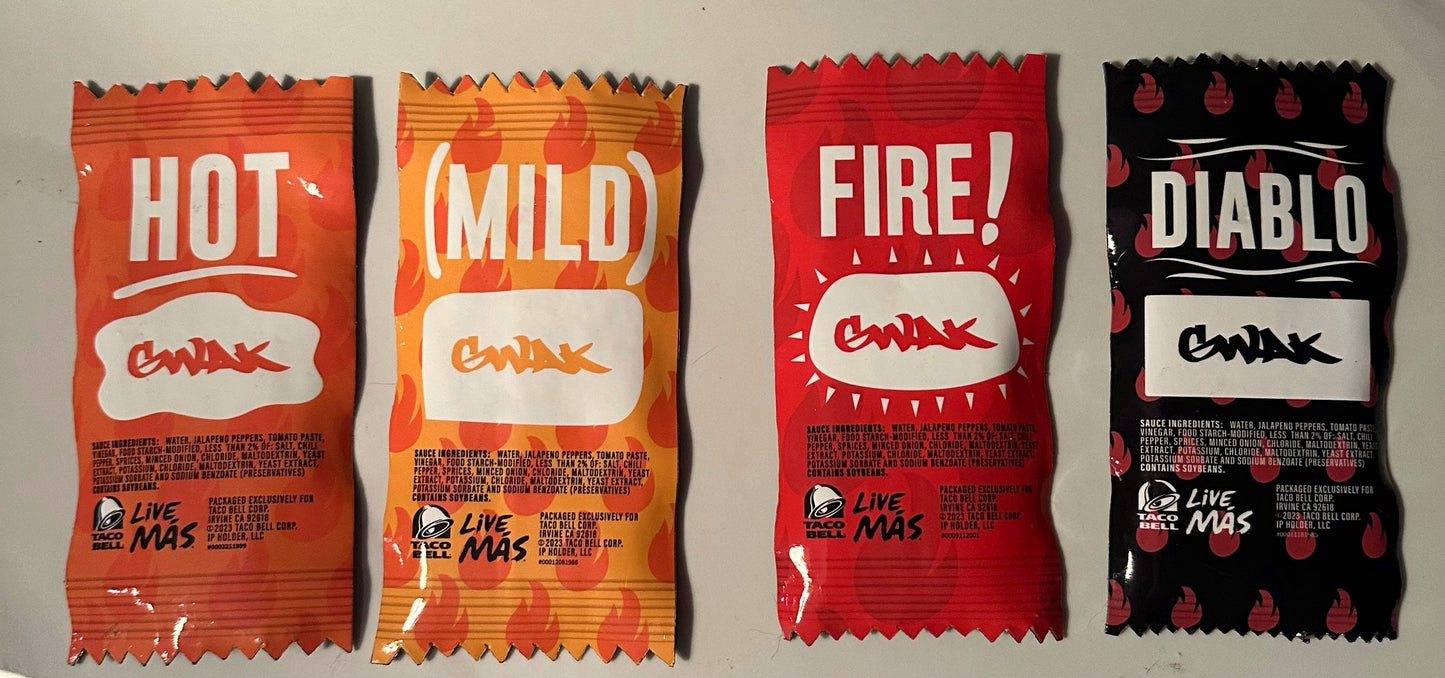 HOT
GWAK
SAUCE INGREDIENTS: WATER, JALAPENO PEPPERS, TOMATO PASTE,
VINEGAR, FOOD STARCH-MODIFIED, LESS THAN 2% OF: SALT, CHILI
PEPPER, SPRICES, MINCED ONION, CHLORIDE, MALTODEXTRIN, YEAST
EXTRACT, POTASSIUM, CHLORIDE, MALTODEXTRIN, YEAST EXTRACT,
POTASSIUM SORBATE AND SODIUM BENZOATE (PRESERVATIVES)
CONTAINS SOYBEANS.
TACO
BELL
LIVE
MÁS
PACKAGED EXCLUSIVELY FOR
TACO BELL CORP.
IRVINE CA 92618
©2023 TACO BELL CORP.
IP HOLDER, LLC
(MILD)
GWAK
SAUCE INGREDIENTS: WATER, JALAPENO PEPPERS, TOMATO PASTE,
VINEGAR, FOOD STARCH-MODIFIED, LESS THAN 2% OF: SALT, CHILI
PEPPER, SPRICES, MINCED ONION, CHLORIDE, MALTODEXTRIN, YEAST
EXTRACT, POTASSIUM, CHLORIDE, MALTODEXTRIN, YEAST EXTRACT,
POTASSIUM SORBATE AND SODIUM BENZOATE (PRESERVATIVES)
CONTAINS SOYBEANS.
TACO
BELL
LIVE
MÁS
PACKAGED EXCLUSIVELY FOR
TACO BELL CORP.
IRVINE CA 92618
©2023 TACO BELL CORP.
IP HOLDER, LLC
#00012081986
FIRE!
GWAK
SAUCE INGREDIENTS: WATER, JALAPENO PEPPERS, TOMATO PASTE,
VINEGAR, FOOD STARCH-MODIFIED, LESS THAN 2% OF: SALT, CHILI
PEPPER, SPRICES, MINCED ONION, CHLORIDE, MALTODEXTRIN, YEAST
EXTRACT, POTASSIUM, CHLORIDE, MALTODEXTRIN, YEAST EXTRACT,
POTASSIUM SORBATE AND SODIUM BENZOATE (PRESERVATIVES)
CONTAINS SOYBEANS.
TACO
BELL
LIVE
MÁS
PACKAGED EXCLUSIVELY FOR
TACO BELL CORP.
IRVINE CA 92618
©2023 TACO BELL CORP.
IP HOLDER, LLC
#0009112001
DIABLO
GWAK
SAUCE INGREDIENTS: WATER, JALAPENO PEPPERS, TOMATO PASTE,
VINEGAR, FOOD STARCH-MODIFIED, LESS THAN 2% OF: SALT, CHILI
PEPPER, SPRICES, MINCED ONION, CHLORIDE, MALTODEXTRIN, YEAST
EXTRACT, POTASSIUM, CHLORIDE, MALTODEXTRIN, YEAST EXTRACT,
POTASSIUM SORBATE AND SODIUM BENZOATE (PRESERVATIVES)
CONTAINS SOYBEANS.
TACO
BELL
LIVE
MÁS
PACKAGED EXCLUSIVELY FOR
TACO BELL CORP.
IRVINE CA 92618
©2023 TACO BELL CORP.
IP HOLDER, LLC